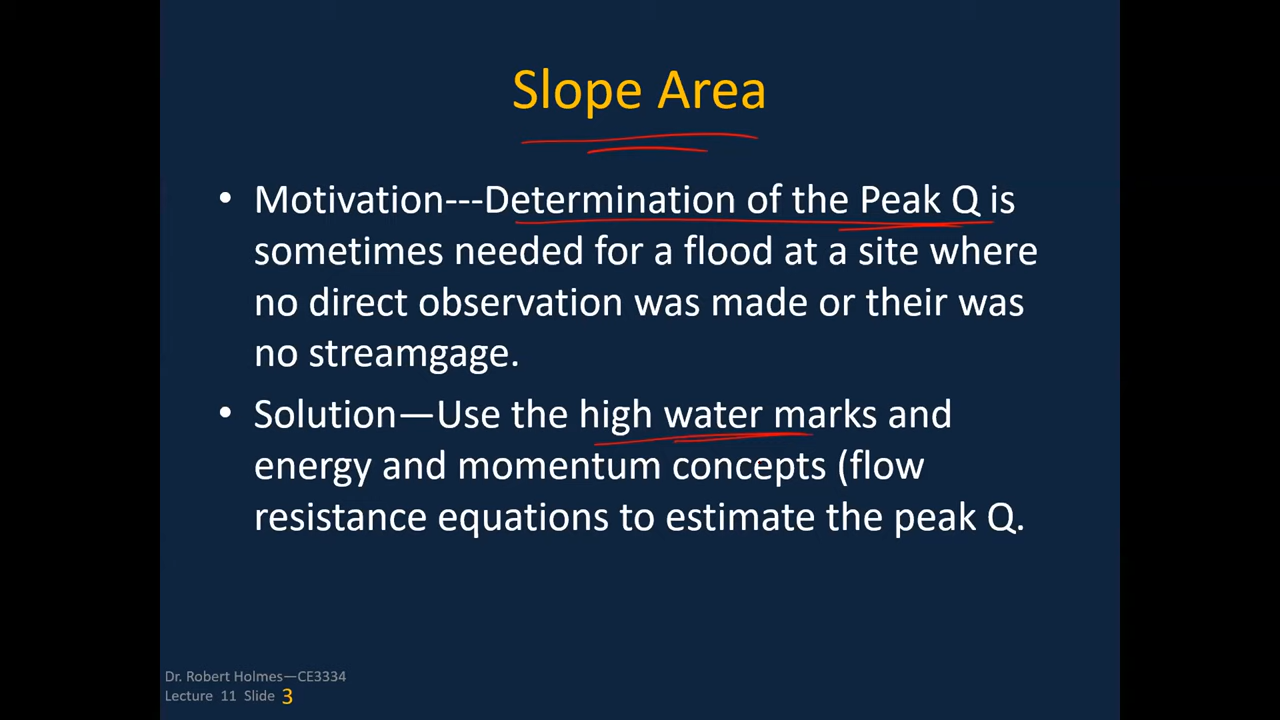 Slope Area
• Motivation---Determination of the Peak Q is
sometimes needed for a flood at a site where
no direct observation was made or their was
no streamgage.
• Solution—Use the high water marks and
energy and momentum concepts (flow
resistance equations to estimate the peak Q.
Dr. Robert Holmes—CE3334
Lecture 11 Slide 3